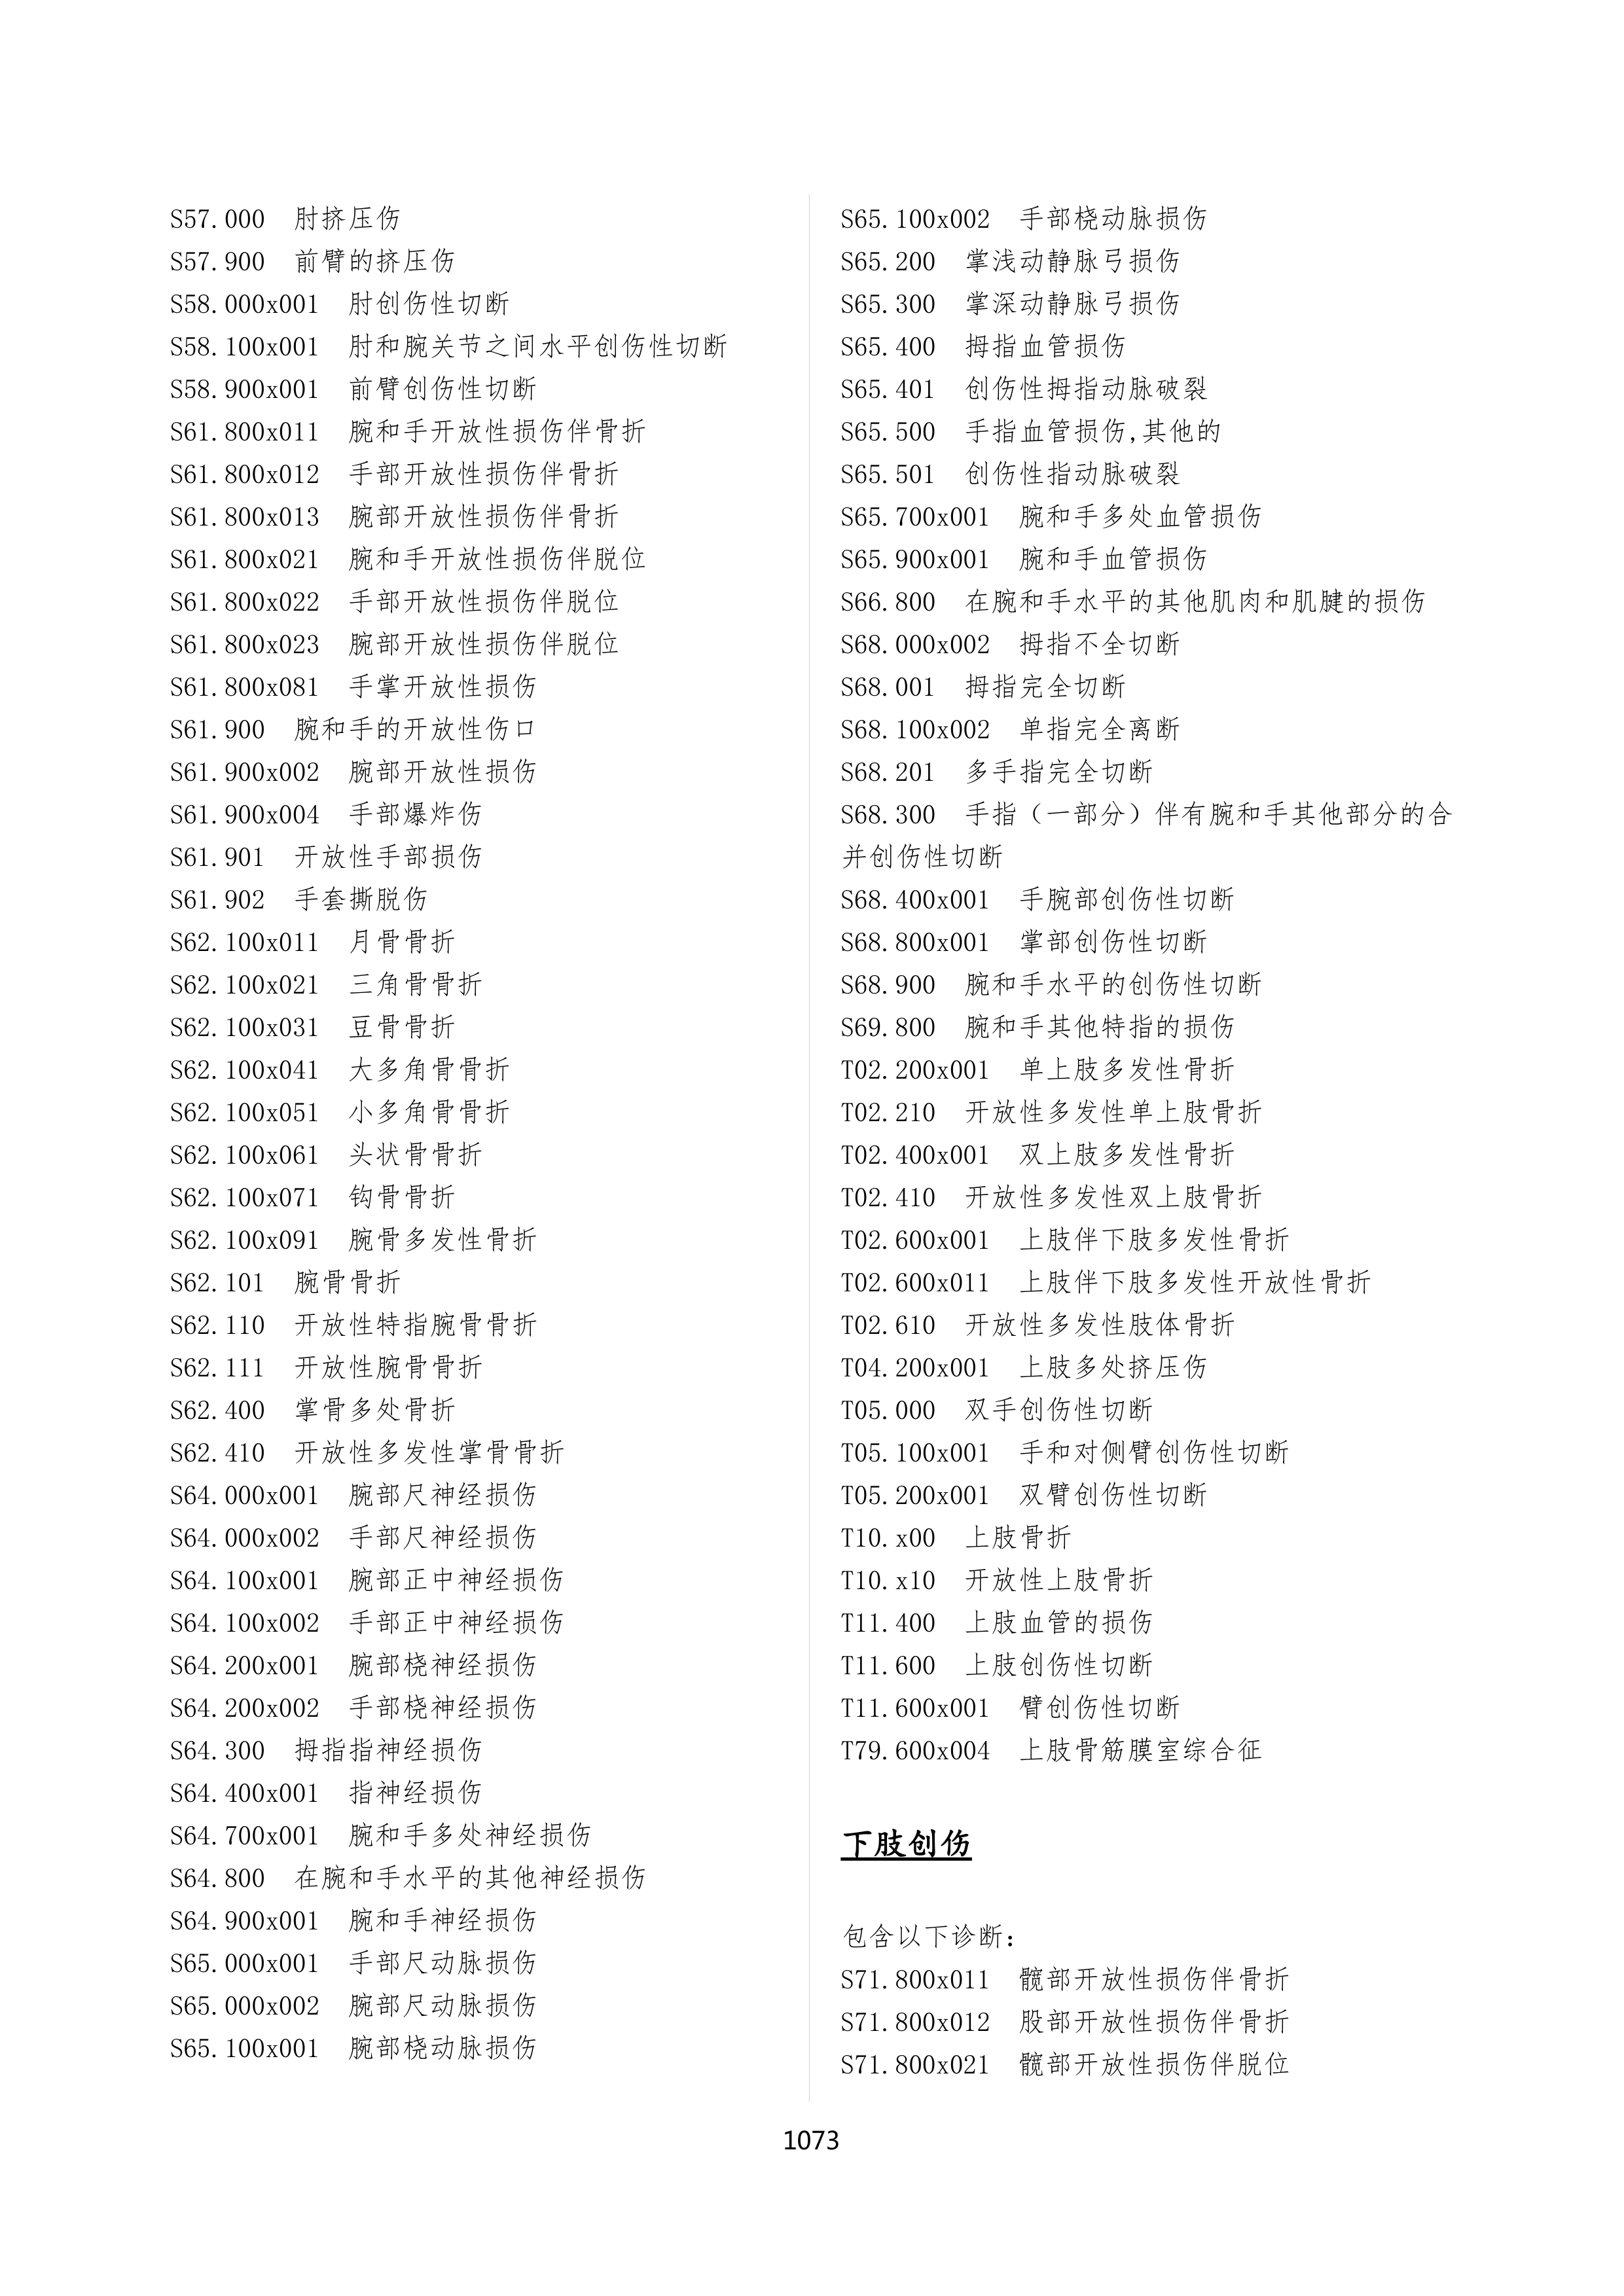 S57.000 肘挤压伤
S57.900 前臂的挤压伤
S58.000x001 肘创伤性切断
S58.100x001 肘和腕关节之间水平创伤性切断
S58.900x001 前臂创伤性切断
S61.800x011 腕和手开放性损伤伴骨折
S61.800x012 手部开放性损伤伴骨折
S61.800x013 腕部开放性损伤伴骨折
S61.800x021 腕和手开放性损伤伴脱位
S61.800x022 手部开放性损伤伴脱位
S61.800x023 腕部开放性损伤伴脱位
S61.800x081 手掌开放性损伤
S61.900 腕和手的开放性伤口
S61.900x002 腕部开放性损伤
S61.900x004 手部爆炸伤
S61.901 开放性手部损伤
S61.902 手套撕脱伤
S62.100x011 月骨骨折
S62.100x021 三角骨骨折
S62.100x031 豆骨骨折
S62.100x041 大多角骨骨折
S62.100x051 小多角骨骨折
S62.100x061 头状骨骨折
S62.100x071 钩骨骨折
S62.100x091 腕骨多发性骨折
S62.101 腕骨骨折
S62.110 开放性特指腕骨骨折
S62.111 开放性腕骨骨折
S62.400 掌骨多处骨折
S62.410 开放性多发性掌骨骨折
S64.000x001 腕部尺神经损伤
S64.000x002 手部尺神经损伤
S64.100x001 腕部正中神经损伤
S64.100x002 手部正中神经损伤
S64.200x001 腕部桡神经损伤
S64.200x002 手部桡神经损伤
S64.300 拇指指神经损伤
S64.400x001 指神经损伤
S64.700x001 腕和手多处神经损伤
S64.800 在腕和手水平的其他神经损伤
S64.900x001 腕和手神经损伤
S65.000x001 手部尺动脉损伤
S65.000x002 腕部尺动脉损伤
S65.100x001 腕部桡动脉损伤
S65.100x002 手部桡动脉损伤
S65.200 掌浅动静脉弓损伤
S65.300 掌深动静脉弓损伤
S65.400 拇指血管损伤
S65.401 创伤性拇指动脉破裂
S65.500 手指血管损伤,其他的
S65.501 创伤性指动脉破裂
S65.700x001 腕和手多处血管损伤
S65.900x001 腕和手血管损伤
S66.800 在腕和手水平的其他肌肉和肌腱的损伤
S68.000x002 拇指不全切断
S68.001 拇指完全切断
S68.100x002 单指完全离断
S68.201 多手指完全切断
S68.300 手指（一部分）伴有腕和手其他部分的合
并创伤性切断
S68.400x001 手腕部创伤性切断
S68.800x001 掌部创伤性切断
S68.900 腕和手水平的创伤性切断
S69.800 腕和手其他特指的损伤
T02.200x001 单上肢多发性骨折
T02.210 开放性多发性单上肢骨折
T02.400x001 双上肢多发性骨折
T02.410 开放性多发性双上肢骨折
T02.600x001 上肢伴下肢多发性骨折
T02.600x011 上肢伴下肢多发性开放性骨折
T02.610 开放性多发性肢体骨折
T04.200x001 上肢多处挤压伤
T05.000 双手创伤性切断
T05.100x001 手和对侧臂创伤性切断
T05.200x001 双臂创伤性切断
T10.x00 上肢骨折
T10.x10 开放性上肢骨折
T11.400 上肢血管的损伤
T11.600 上肢创伤性切断
T11.600x001 臂创伤性切断
T79.600x004 上肢骨筋膜室综合征
下肢创伤
包含以下诊断：
S71.800x011 髋部开放性损伤伴骨折
S71.800x012 股部开放性损伤伴骨折
S71.800x021 髋部开放性损伤伴脱位
1073